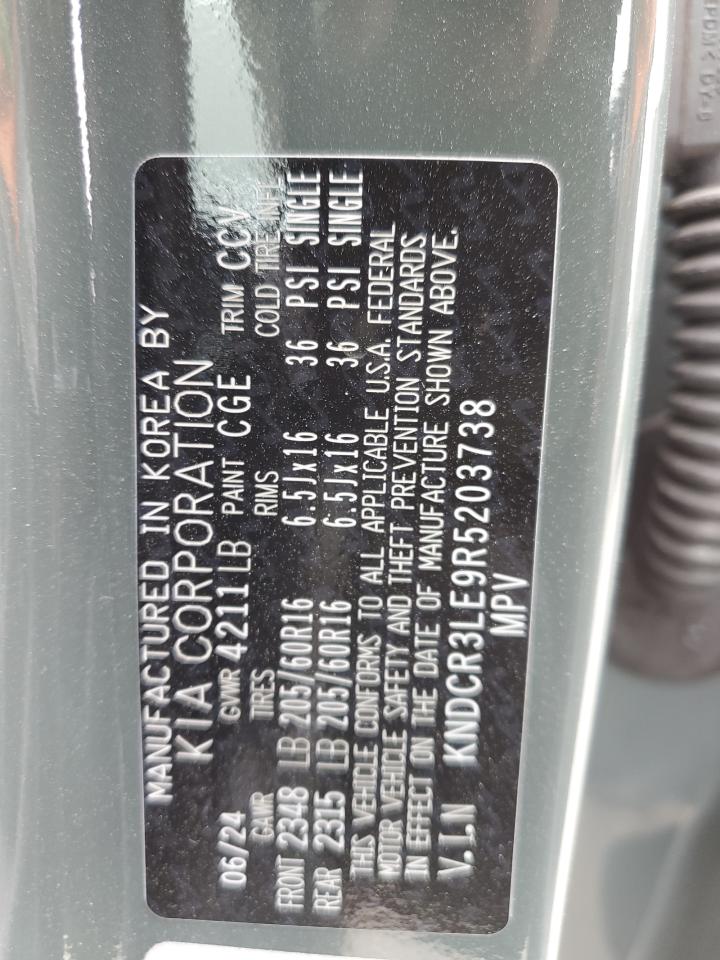 MANUFACTURED IN KOREA BY
KIA CORPORATION
06/24 GVWR 4211 LB PAINT CGE TRIM CCV
GAWR TIRES RIMS COLD TIRE INFL
FRONT 2348 LB 205/60R16 6.5Jx16 36 PSI SINGLE
REAR 2315 LB 205/60R16 6.5Jx16 36 PSI SINGLE
THIS VEHICLE CONFORMS TO ALL APPLICABLE U.S.A. FEDERAL
MOTOR VEHICLE SAFETY AND THEFT PREVENTION STANDARDS
IN EFFECT ON THE DATE OF MANUFACTURE SHOWN ABOVE.
V.I.N KNDCR3LE9R5203738
MPV